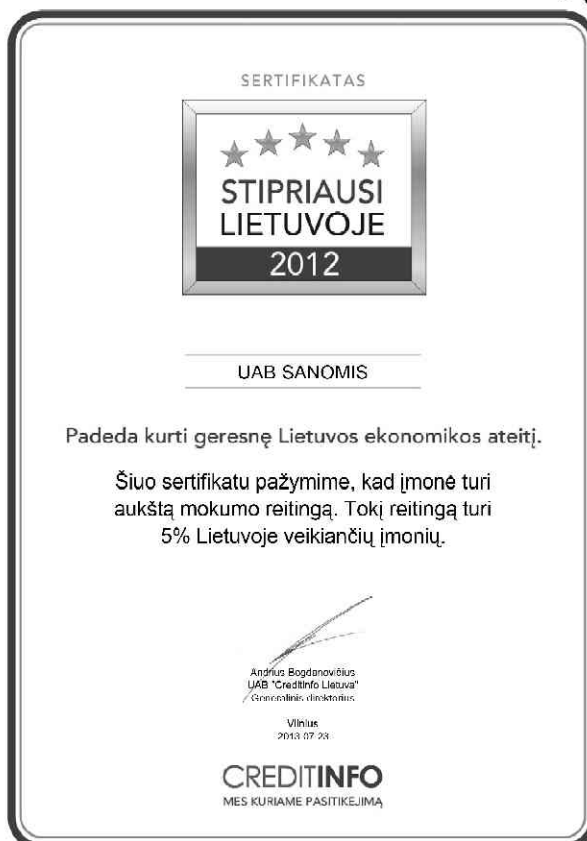 SERTIFIKATAS
STIPRIAUSI
LIETUVOJE
2012
UAB SANOMIS
Padeda kurti geresnę Lietuvos ekonomikos ateitį.
Šiuo sertifikatu pažymime, kad įmonė turi
aukštą mokumo reitingą. Tokį reitingą turi
5% Lietuvoje veikiančių įmonių.
Andrius Bogdanovičius
UAB "Creditinfo Lietuva"
Generalinis direktorius
Vilnius
2013 07 23
CREDITINFO
MES KURIAME PASITIKĖJIMĄ